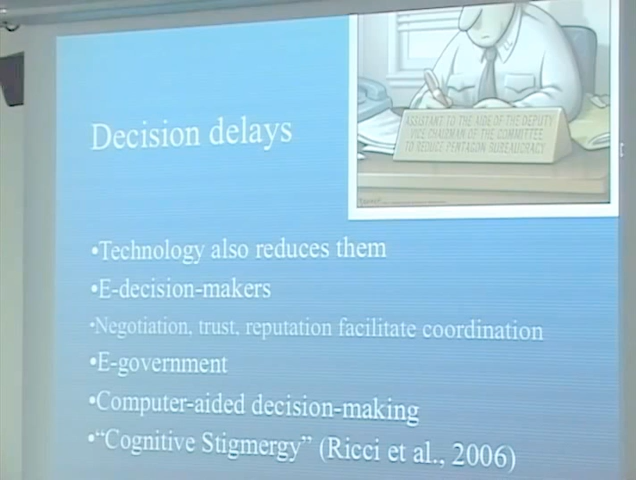 ASSISTANT TO THE AIDE OF THE DEPUTY
VICE CHAIRMAN OF THE COMMITTEE
TO REDUCE PENTAGON BUREAUCRACY
Decision delays
•Technology also reduces them
•E-decision-makers
•Negotiation, trust, reputation facilitate coordination
•E-government
•Computer-aided decision-making
•“Cognitive Stigmergy” (Ricci et al., 2006)